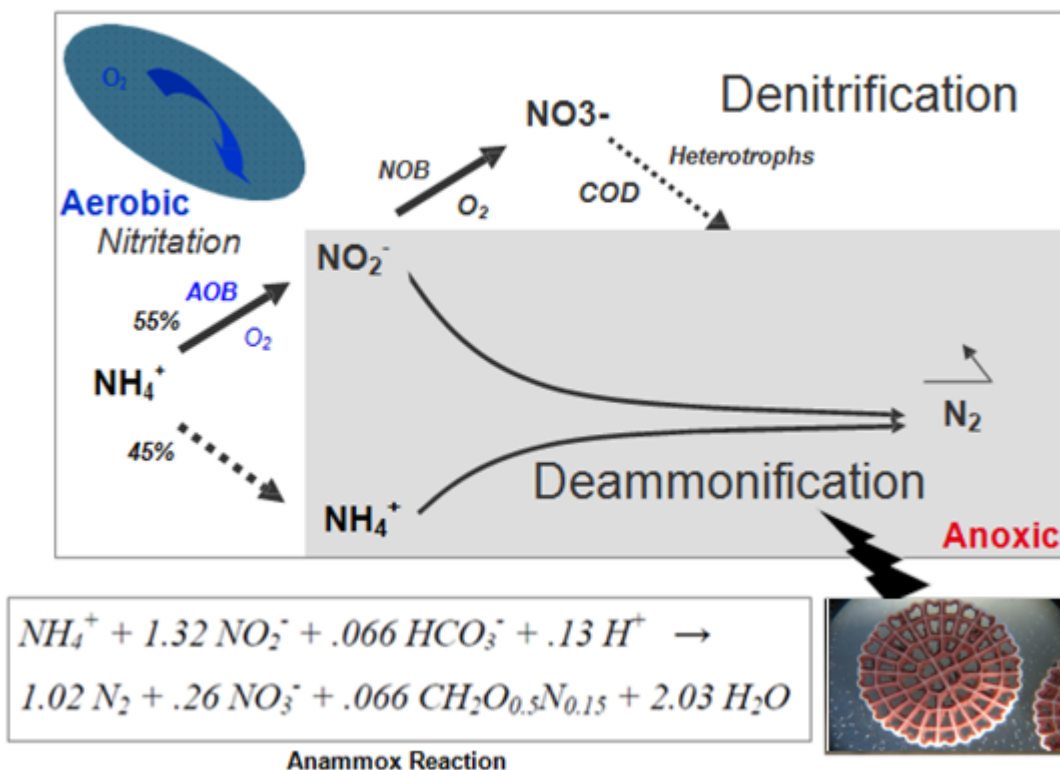 O₂
Denitrification
NO3-
NOB
O₂
Heterotrophs
COD
Aerobic
Nitritation
NO₂⁻
AOB
55%
O₂
NH₄⁺
45%
N₂
Deammonification
NH₄⁺
Anoxic
NH₄⁺ + 1.32 NO₂⁻ + .066 HCO₃⁻ + .13 H⁺ →
1.02 N₂ + .26 NO₃⁻ + .066 CH₂O₀.₅N₀.₁₅ + 2.03 H₂O
Anammox Reaction